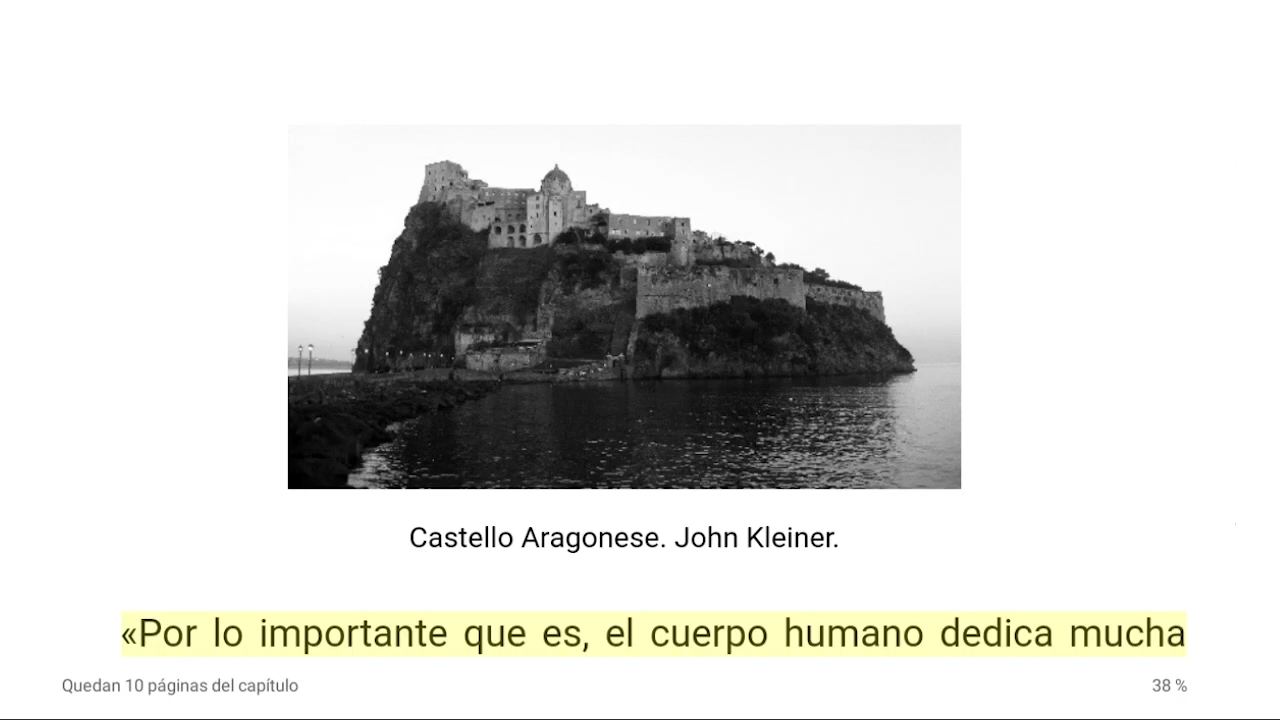 Castello Aragonese. John Kleiner.
«Por lo importante que es, el cuerpo humano dedica mucha
Quedan 10 páginas del capítulo
38 %